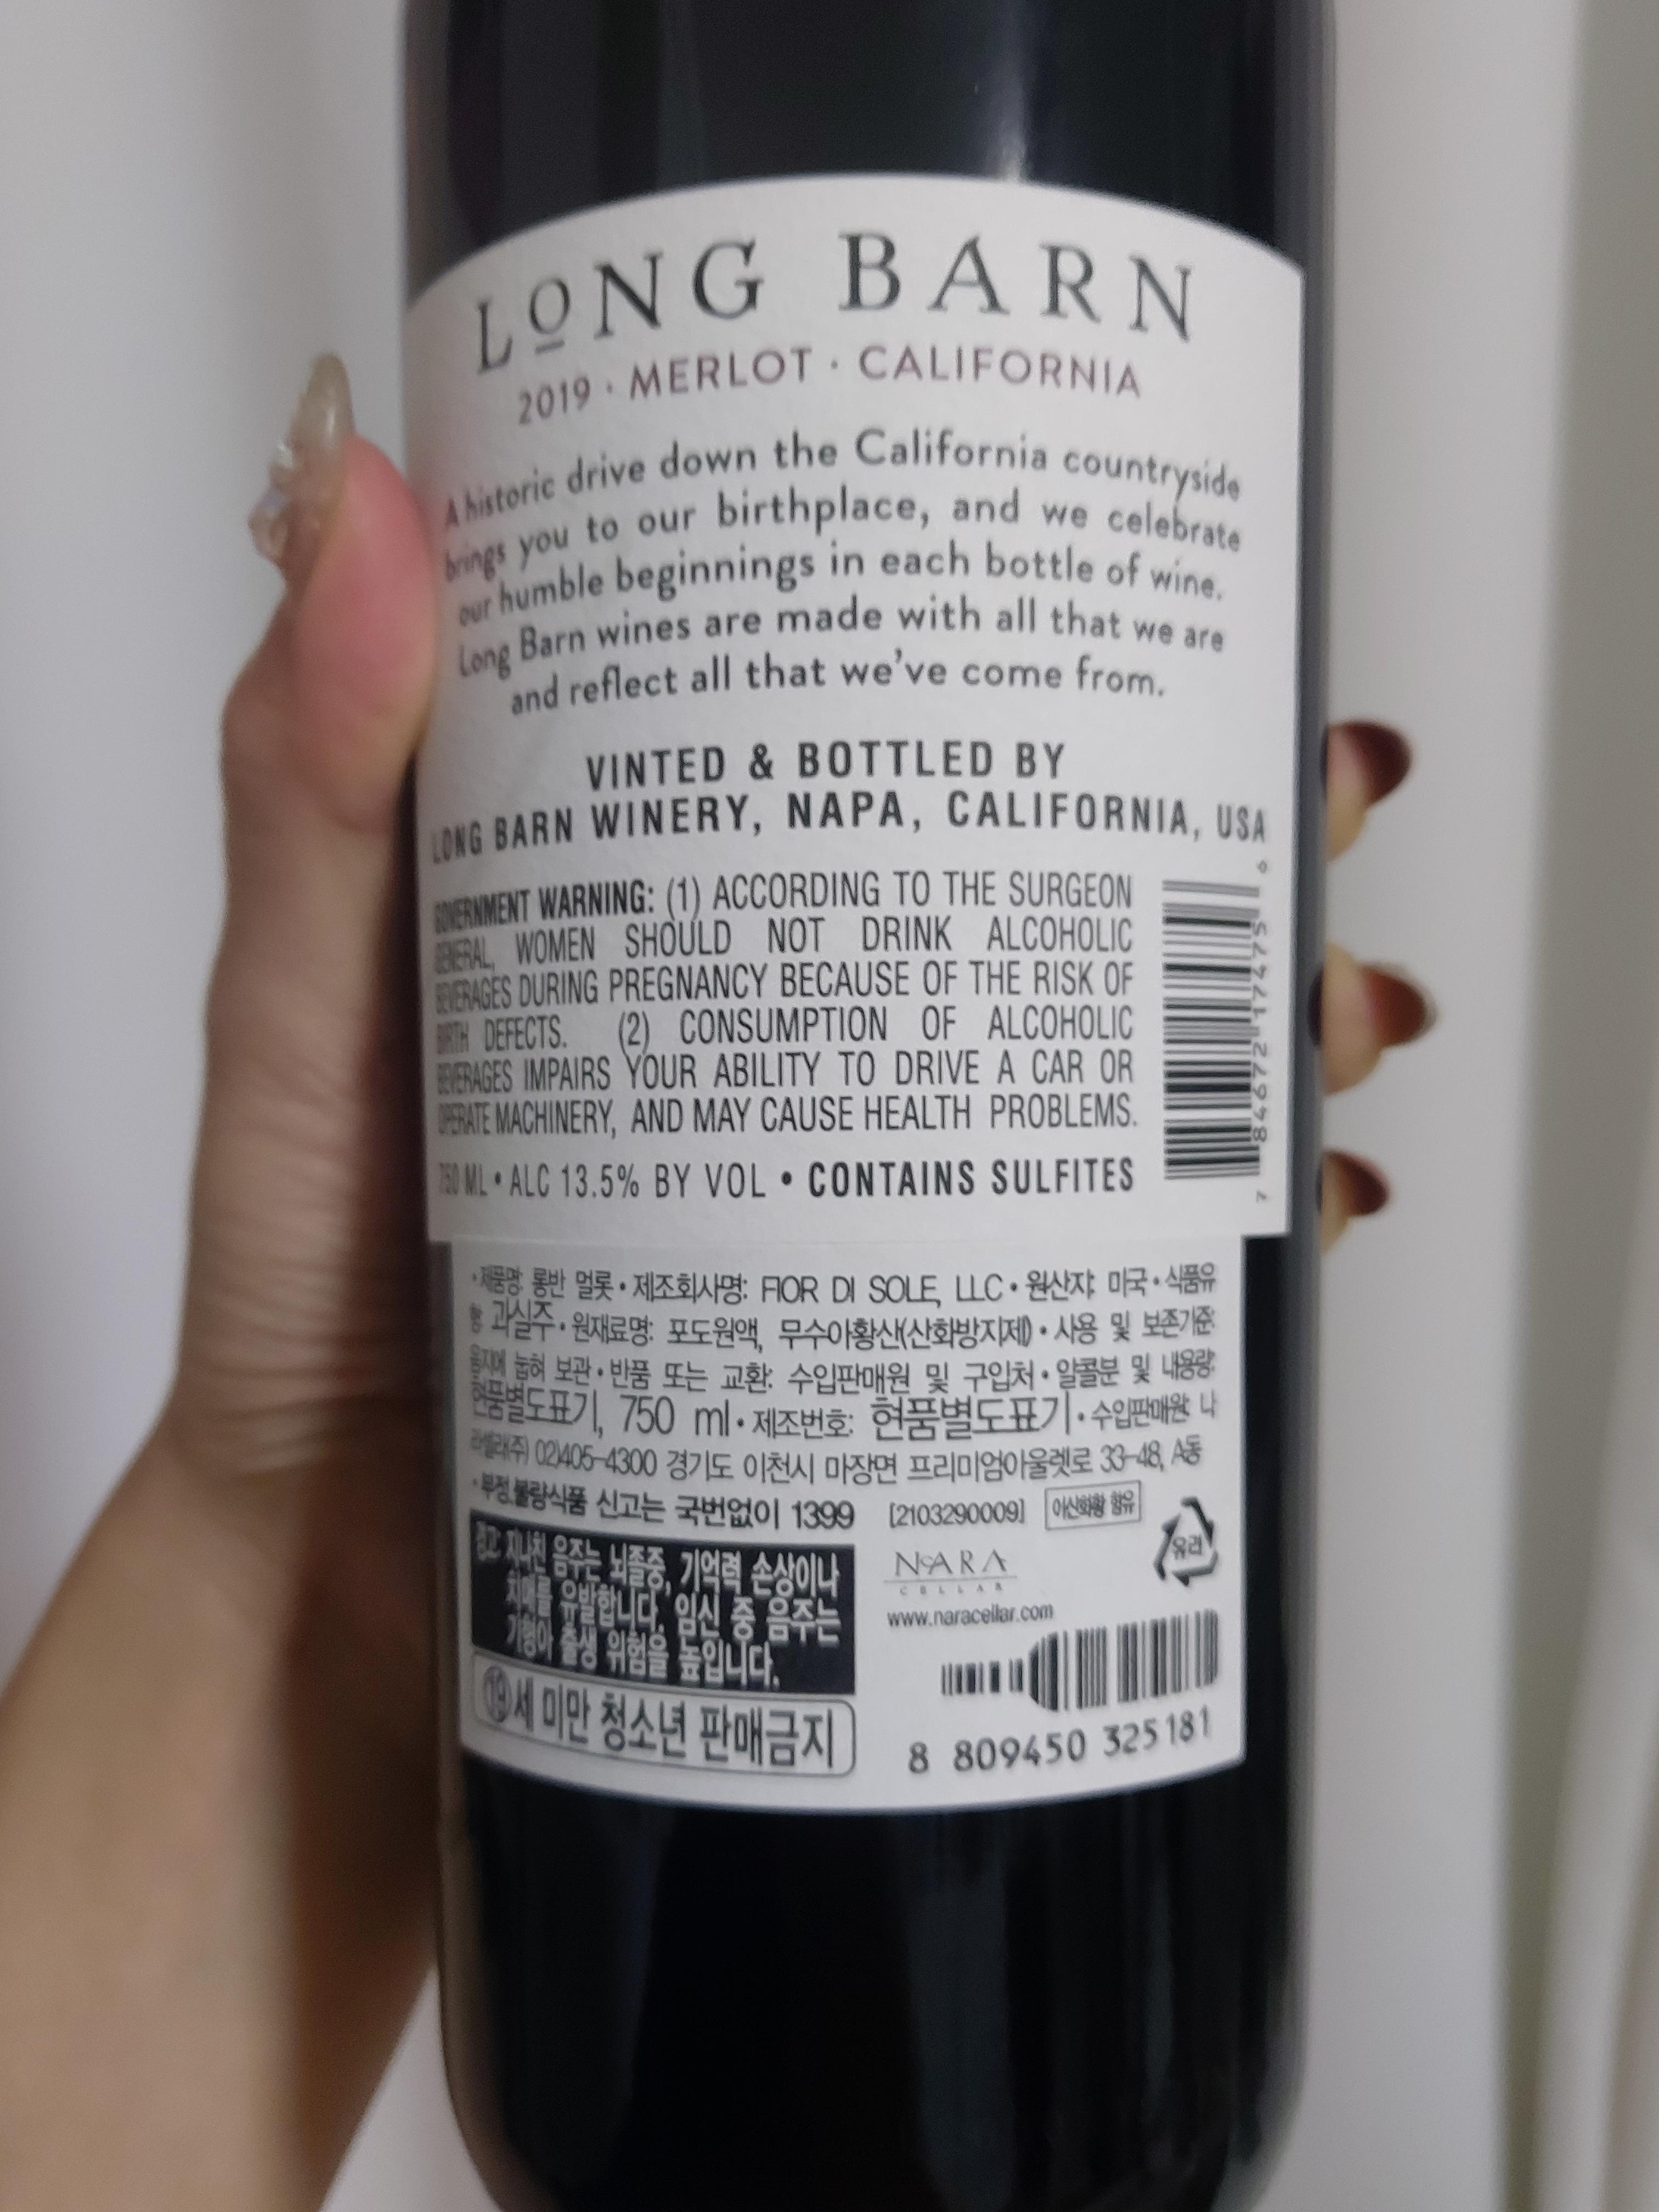 LONG BARN
2019 · MERLOT · CALIFORNIA
A historic drive down the California countryside
brings you to our birthplace, and we celebrate
our humble beginnings in each bottle of wine.
Long Barn wines are made with all that we are
and reflect all that we've come from.
VINTED & BOTTLED BY
LONG BARN WINERY, NAPA, CALIFORNIA, USA
GOVERNMENT WARNING: (1) ACCORDING TO THE SURGEON
GENERAL, WOMEN SHOULD NOT DRINK ALCOHOLIC
BEVERAGES DURING PREGNANCY BECAUSE OF THE RISK OF
BIRTH DEFECTS. (2) CONSUMPTION OF ALCOHOLIC
BEVERAGES IMPAIRS YOUR ABILITY TO DRIVE A CAR OR
OPERATE MACHINERY, AND MAY CAUSE HEALTH PROBLEMS.
750 ML • ALC 13.5% BY VOL • CONTAINS SULFITES
7 84972 17475 9
•제품명: 롱반 멀롯 • 제조회사명: FIOR DI SOLE, LLC • 원산지: 미국 • 식품유
형: 과실주 • 원재료명: 포도원액, 무수아황산(산화방지제) • 사용 및 보존기준:
음지에 눕혀 보관 • 반품 또는 교환: 수입판매원 및 구입처 • 알콜분 및 내용량:
현품별도표기, 750 ml • 제조번호: 현품별도표기 • 수입판매원: 나
라셀라(주) 02)405-4300 경기도 이천시 마장면 프리미엄아울렛로 33-48, A동
•부정.불량식품 신고는 국번없이 1399 [2103290009] 이산화황 함유
경고: 지나친 음주는 뇌졸중, 기억력 손상이나
치매를 유발합니다. 임신 중 음주는
기형아 출생 위험을 높입니다.
19세 미만 청소년 판매금지
유리
NARA
CELLAR
www.naracellar.com
8 809450 325181